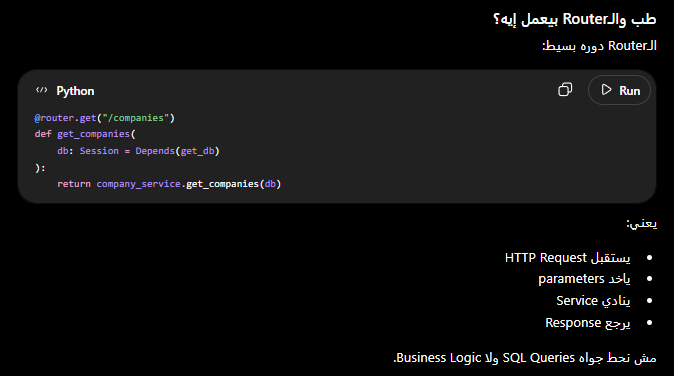 طب والـRouter بيعمل إيه؟
الـRouter دوره بسيط:
Python
Run
@router.get("/companies")
def get_companies(
    db: Session = Depends(get_db)
):
    return company_service.get_companies(db)
يعني:
يستقبل HTTP Request
ياخد parameters
ينادي Service
يرجع Response
مش نحط جواه SQL Queries ولا Business Logic.